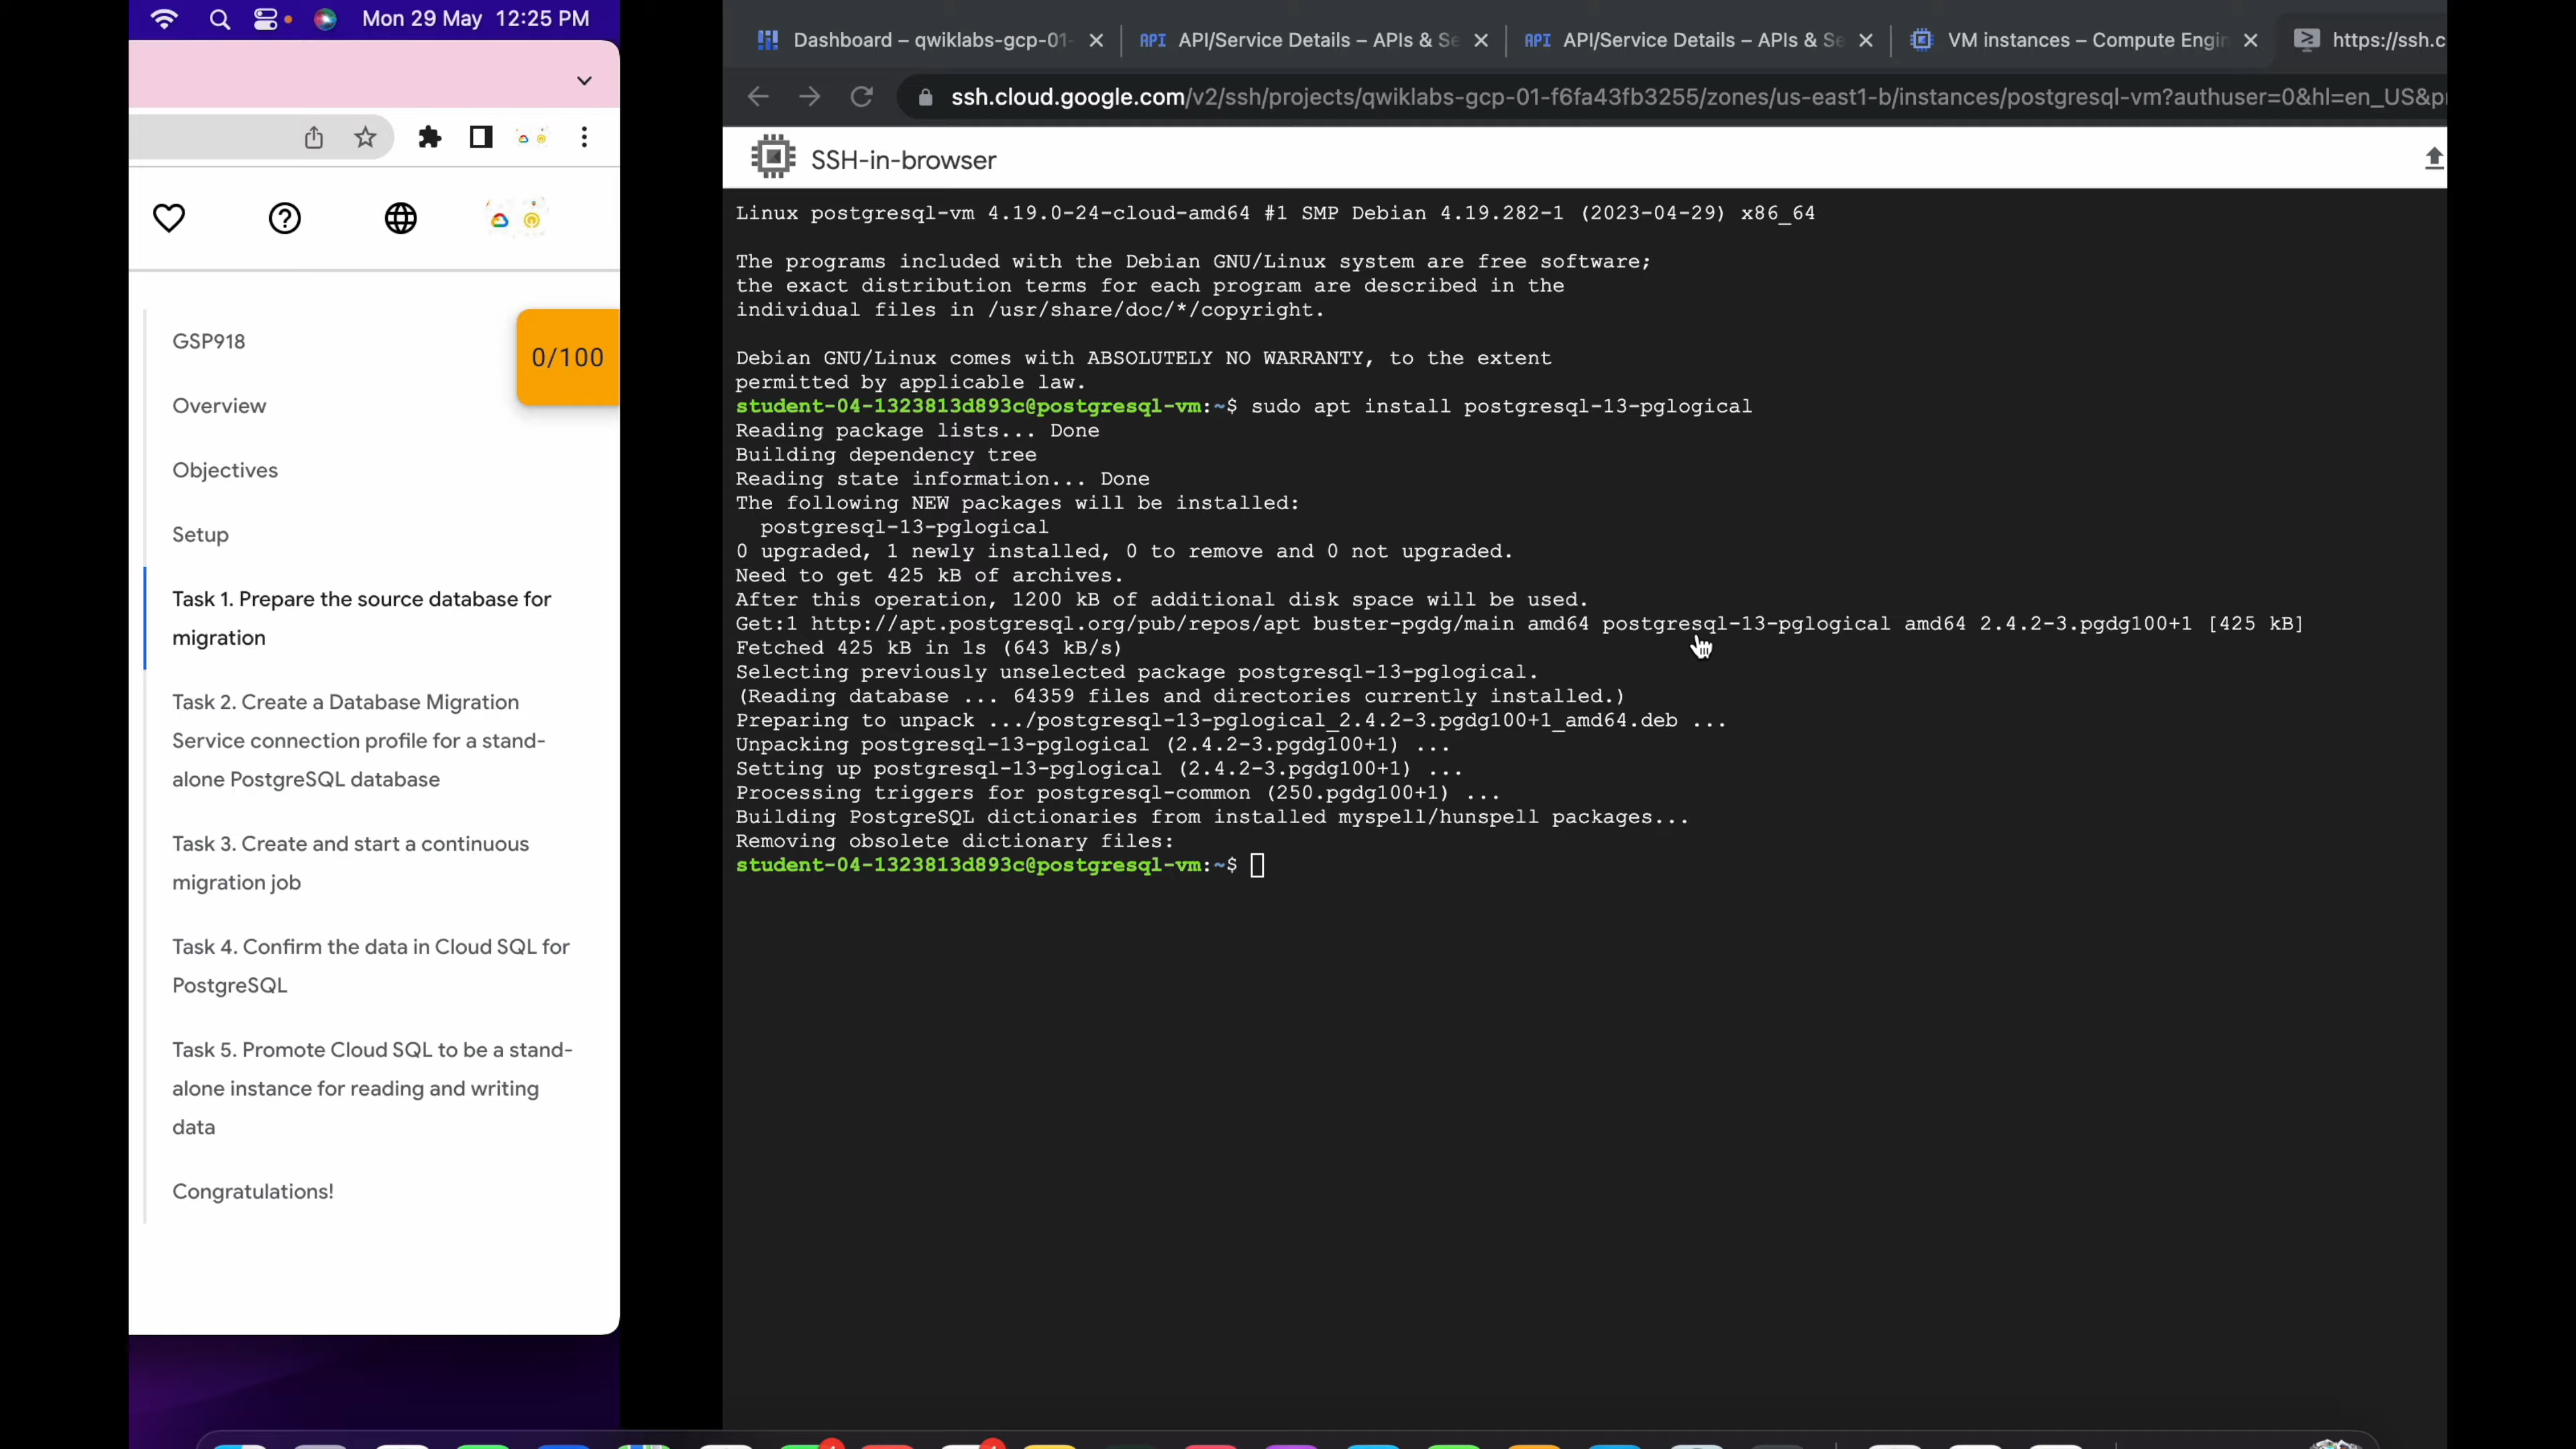 Mon 29 May 12:25 PM
GSP918
0/100
Overview
Objectives
Setup
Task 1. Prepare the source database for
migration
Task 2. Create a Database Migration
Service connection profile for a stand-
alone PostgreSQL database
Task 3. Create and start a continuous
migration job
Task 4. Confirm the data in Cloud SQL for
PostgreSQL
Task 5. Promote Cloud SQL to be a stand-
alone instance for reading and writing
data
Congratulations!
Dashboard – qwiklabs-gcp-01- API API/Service Details – APIs & Se API API/Service Details – APIs & Se VM instances – Compute Engin https://ssh.c
ssh.cloud.google.com/v2/ssh/projects/qwiklabs-gcp-01-f6fa43fb3255/zones/us-east1-b/instances/postgresql-vm?authuser=0&hl=en_US&p
SSH-in-browser
Linux postgresql-vm 4.19.0-24-cloud-amd64 #1 SMP Debian 4.19.282-1 (2023-04-29) x86_64
The programs included with the Debian GNU/Linux system are free software;
the exact distribution terms for each program are described in the
individual files in /usr/share/doc/*/copyright.
Debian GNU/Linux comes with ABSOLUTELY NO WARRANTY, to the extent
permitted by applicable law.
student-04-1323813d893c@postgresql-vm:~$ sudo apt install postgresql-13-pglogical
Reading package lists... Done
Building dependency tree
Reading state information... Done
The following NEW packages will be installed:
postgresql-13-pglogical
0 upgraded, 1 newly installed, 0 to remove and 0 not upgraded.
Need to get 425 kB of archives.
After this operation, 1200 kB of additional disk space will be used.
Get:1 http://apt.postgresql.org/pub/repos/apt buster-pgdg/main amd64 postgresql-13-pglogical amd64 2.4.2-3.pgdg100+1 [425 kB]
Fetched 425 kB in 1s (643 kB/s)
Selecting previously unselected package postgresql-13-pglogical.
(Reading database ... 64359 files and directories currently installed.)
Preparing to unpack .../postgresql-13-pglogical_2.4.2-3.pgdg100+1_amd64.deb ...
Unpacking postgresql-13-pglogical (2.4.2-3.pgdg100+1) ...
Setting up postgresql-13-pglogical (2.4.2-3.pgdg100+1) ...
Processing triggers for postgresql-common (250.pgdg100+1) ...
Building PostgreSQL dictionaries from installed myspell/hunspell packages...
Removing obsolete dictionary files:
student-04-1323813d893c@postgresql-vm:~$